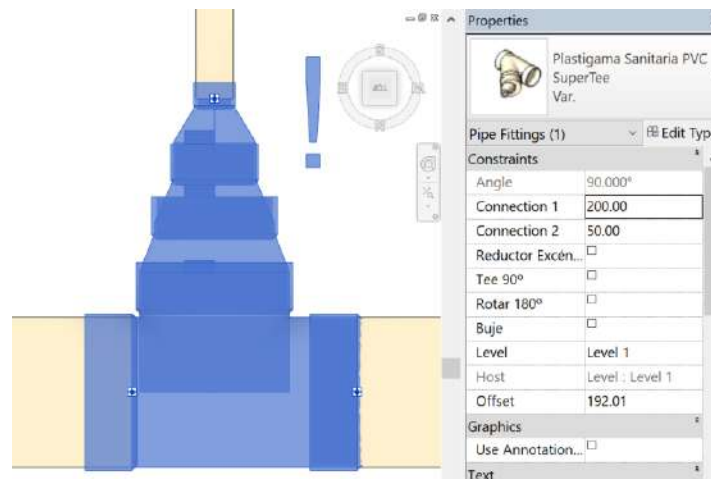 Properties
Plastigama Sanitaria PVC
SuperTee
Var.
Pipe Fittings (1)
Edit Typ
Constraints
Angle 90.000°
Connection 1 200.00
Connection 2 50.00
Reductor Excén...
Tee 90º
Rotar 180º
Buje
Level Level 1
Host Level : Level 1
Offset 192.01
Graphics
Use Annotation...
Text